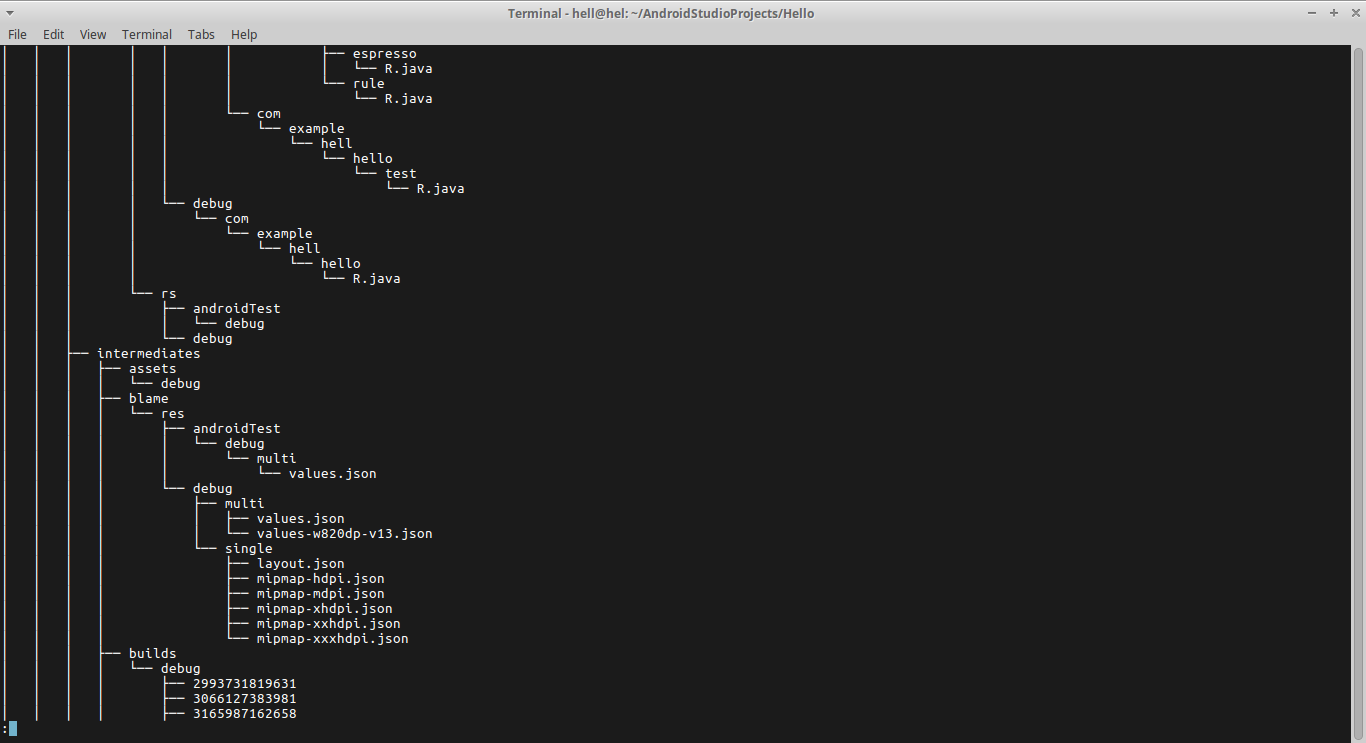 Terminal - hell@hel: ~/AndroidStudioProjects/Hello
File Edit View Terminal Tabs Help
│ │ │ │ │ │ ├── espresso
│ │ │ │ │ │ │ └── R.java
│ │ │ │ │ │ └── rule
│ │ │ │ │ │ └── R.java
│ │ │ │ │ └── com
│ │ │ │ │ └── example
│ │ │ │ │ └── hell
│ │ │ │ │ └── hello
│ │ │ │ │ └── test
│ │ │ │ │ └── R.java
│ │ │ │ └── debug
│ │ │ │ └── com
│ │ │ │ └── example
│ │ │ │ └── hell
│ │ │ │ └── hello
│ │ │ │ └── R.java
│ │ │ └── rs
│ │ │ ├── androidTest
│ │ │ │ └── debug
│ │ │ └── debug
│ │ ├── intermediates
│ │ │ ├── assets
│ │ │ │ └── debug
│ │ │ ├── blame
│ │ │ │ └── res
│ │ │ │ ├── androidTest
│ │ │ │ │ └── debug
│ │ │ │ │ └── multi
│ │ │ │ │ └── values.json
│ │ │ │ └── debug
│ │ │ │ ├── multi
│ │ │ │ │ ├── values.json
│ │ │ │ │ └── values-w820dp-v13.json
│ │ │ │ └── single
│ │ │ │ ├── layout.json
│ │ │ │ ├── mipmap-hdpi.json
│ │ │ │ ├── mipmap-mdpi.json
│ │ │ │ ├── mipmap-xhdpi.json
│ │ │ │ ├── mipmap-xxhdpi.json
│ │ │ │ └── mipmap-xxxhdpi.json
│ │ │ ├── builds
│ │ │ │ └── debug
│ │ │ │ ├── 2993731819631
│ │ │ │ ├── 3066127383981
│ │ │ │ ├── 3165987162658
: